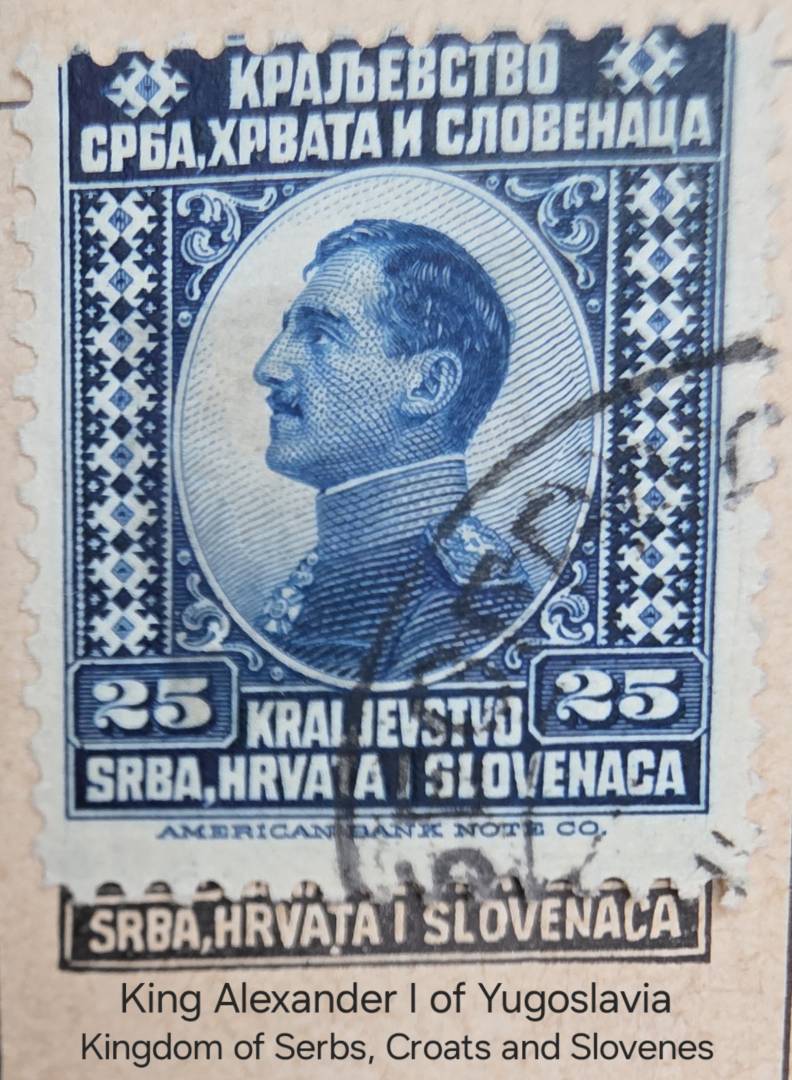 КРАЉЕВСТВО
СРБА,ХРВАТА И СЛОВЕНАЦА
25 25
KRALJEVSTVO
SRBA,HRVATA I SLOVENACA
AMERICAN BANK NOTE CO.
SRBA,HRVATA I SLOVENACA
King Alexander I of Yugoslavia
Kingdom of Serbs, Croats and Slovenes